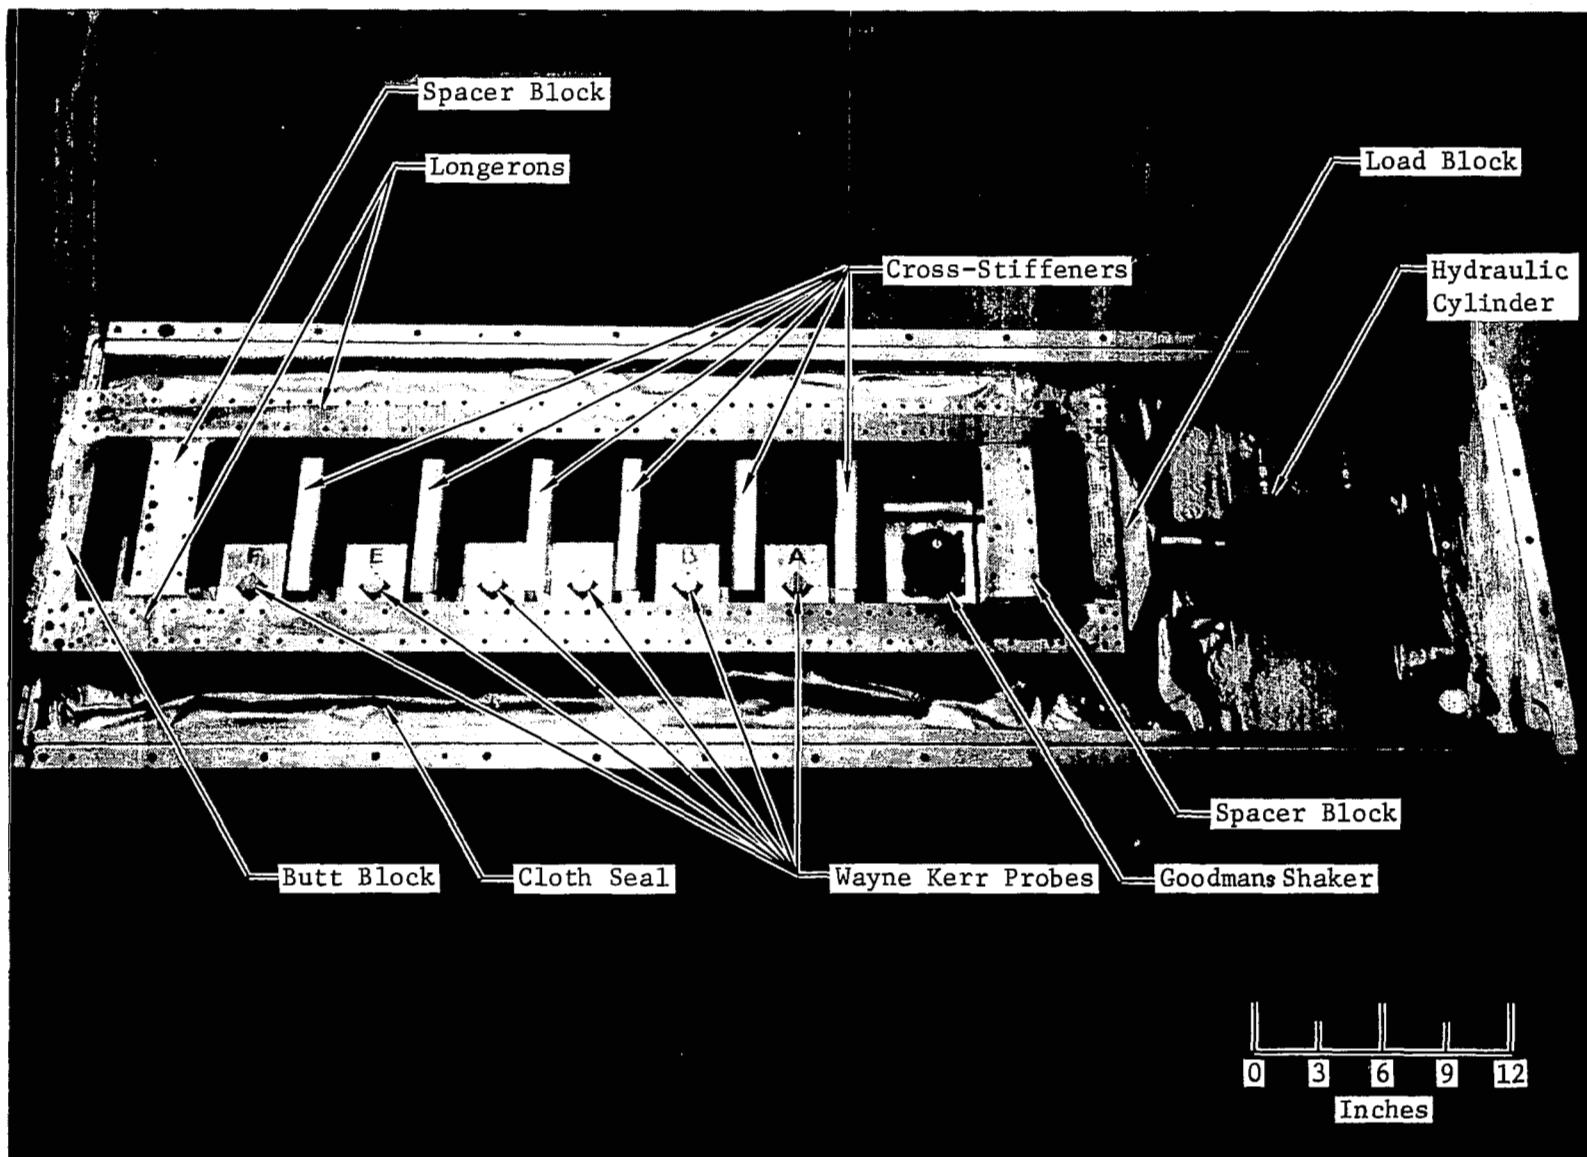 Spacer Block
Longerons
Load Block
Cross-Stiffeners
Hydraulic
Cylinder
F
E
B
A
Spacer Block
Butt Block
Cloth Seal
Wayne Kerr Probes
Goodmans Shaker
0 3 6 9 12
Inches